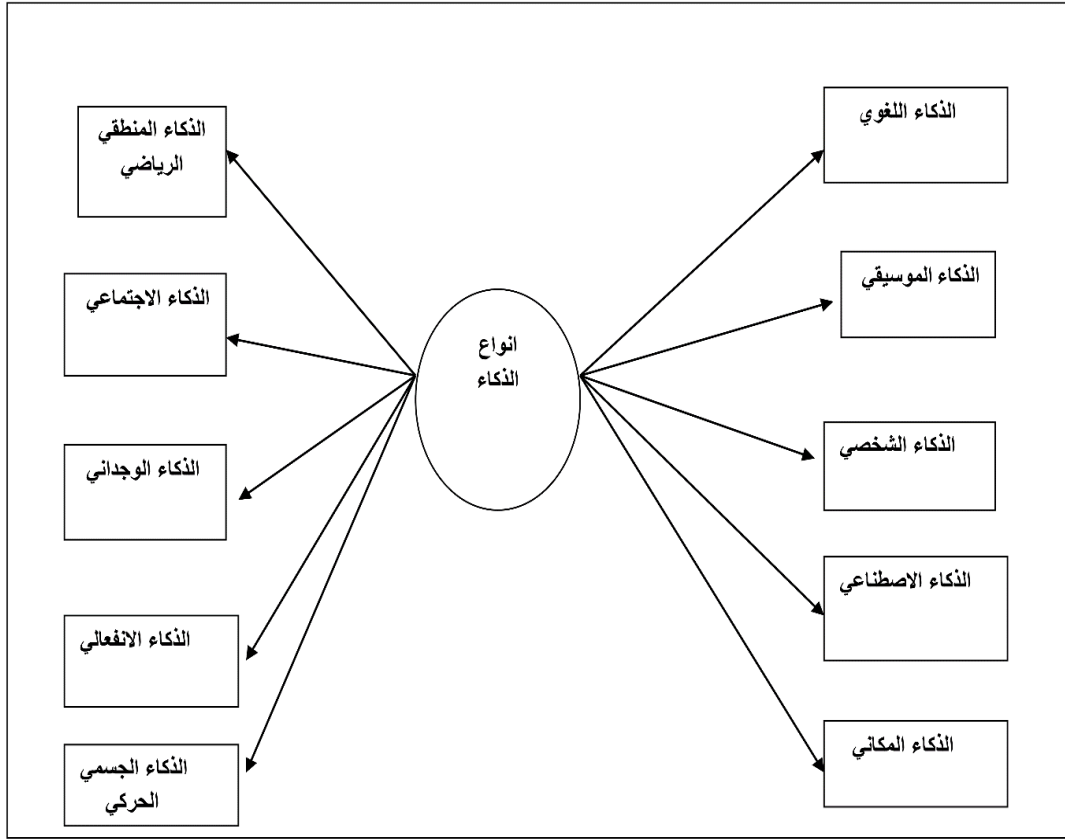 انواع
الذكاء
الذكاء اللغوي
الذكاء الموسيقي
الذكاء الشخصي
الذكاء الاصطناعي
الذكاء المكاني
الذكاء المنطقي
الرياضي
الذكاء الاجتماعي
الذكاء الوجداني
الذكاء الانفعالي
الذكاء الجسمي
الحركي